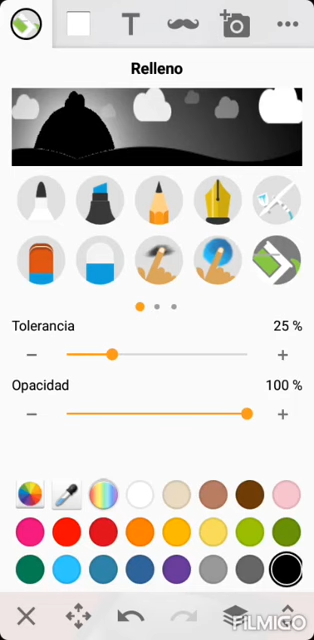 T
Relleno
Tolerancia 25 %
Opacidad 100 %
FiLMiGO